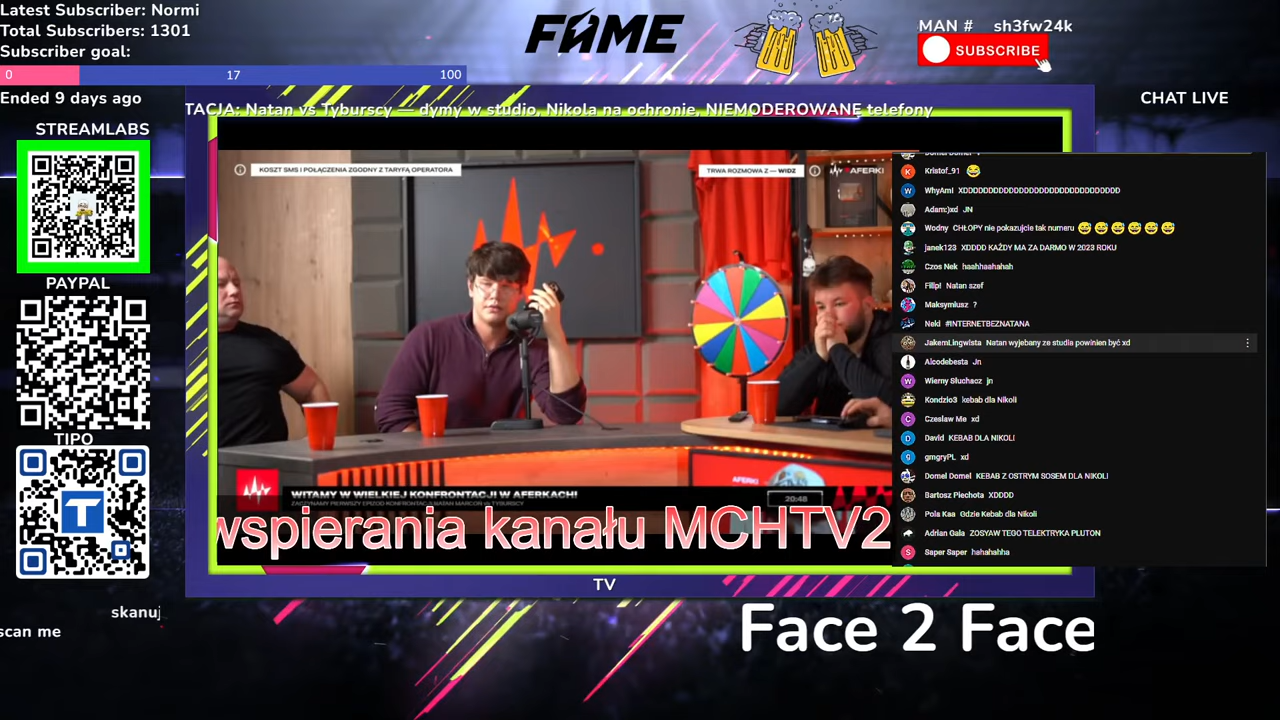 Latest Subscriber: Normi
Total Subscribers: 1301
Subscriber goal:
0 17 100
Ended 9 days ago
STREAMLABS
PAYPAL
TIPO
T
skanuj
scan me
FAME
MAN # sh3fw24k
SUBSCRIBE
CHAT LIVE
TACJA: Natan vs Tyburscy — dymy w studio, Nikola na ochronie, NIEMODEROWANE telefony
KOSZT SMS I POŁĄCZENIA ZGODNY Z TARYFĄ OPERATORA
TRWA ROZMOWA Z — WIDZ
AFERKI
WITAMY W WIELKIEJ KONFRONTACJI W AFERKACH!
20:48
AFERKI
wspierania kanału MCHTV2
TV
Face 2 Face
Kristof_91 😂
WhyAmI XDDDDDDDDDDDDDDDDDDDDDDDDDDDDDDDD
Adam:)xd JN
Wodny CHŁOPY nie pokazujcie tak numeru 😅😅😅😅😅😅
janek123 XDDDD KAŻDY MA ZA DARMO W 2023 ROKU
Czos Nek haahhaahahah
Filip! Natan szef
Maksymiusz ?
Neki #INTERNETBEZNATANA
JakemLingwista Natan wyjebany ze studia powinien być xd
Alcodebesta Jn
Wierny Słuchacz jn
Kondzio3 kebab dla Nikoli
Czesław Me xd
David KEBAB DLA NIKOLI
gmgryPL xd
Domel Domel KEBAB Z OSTRYM SOSEM DLA NIKOLI
Bartosz Piechota XDDDD
Pola Kaa Gdzie Kebab dla Nikoli
Adrian Gala ZOSYAW TEGO TELEKTRYKA PLUTON
Saper Saper hahahahha